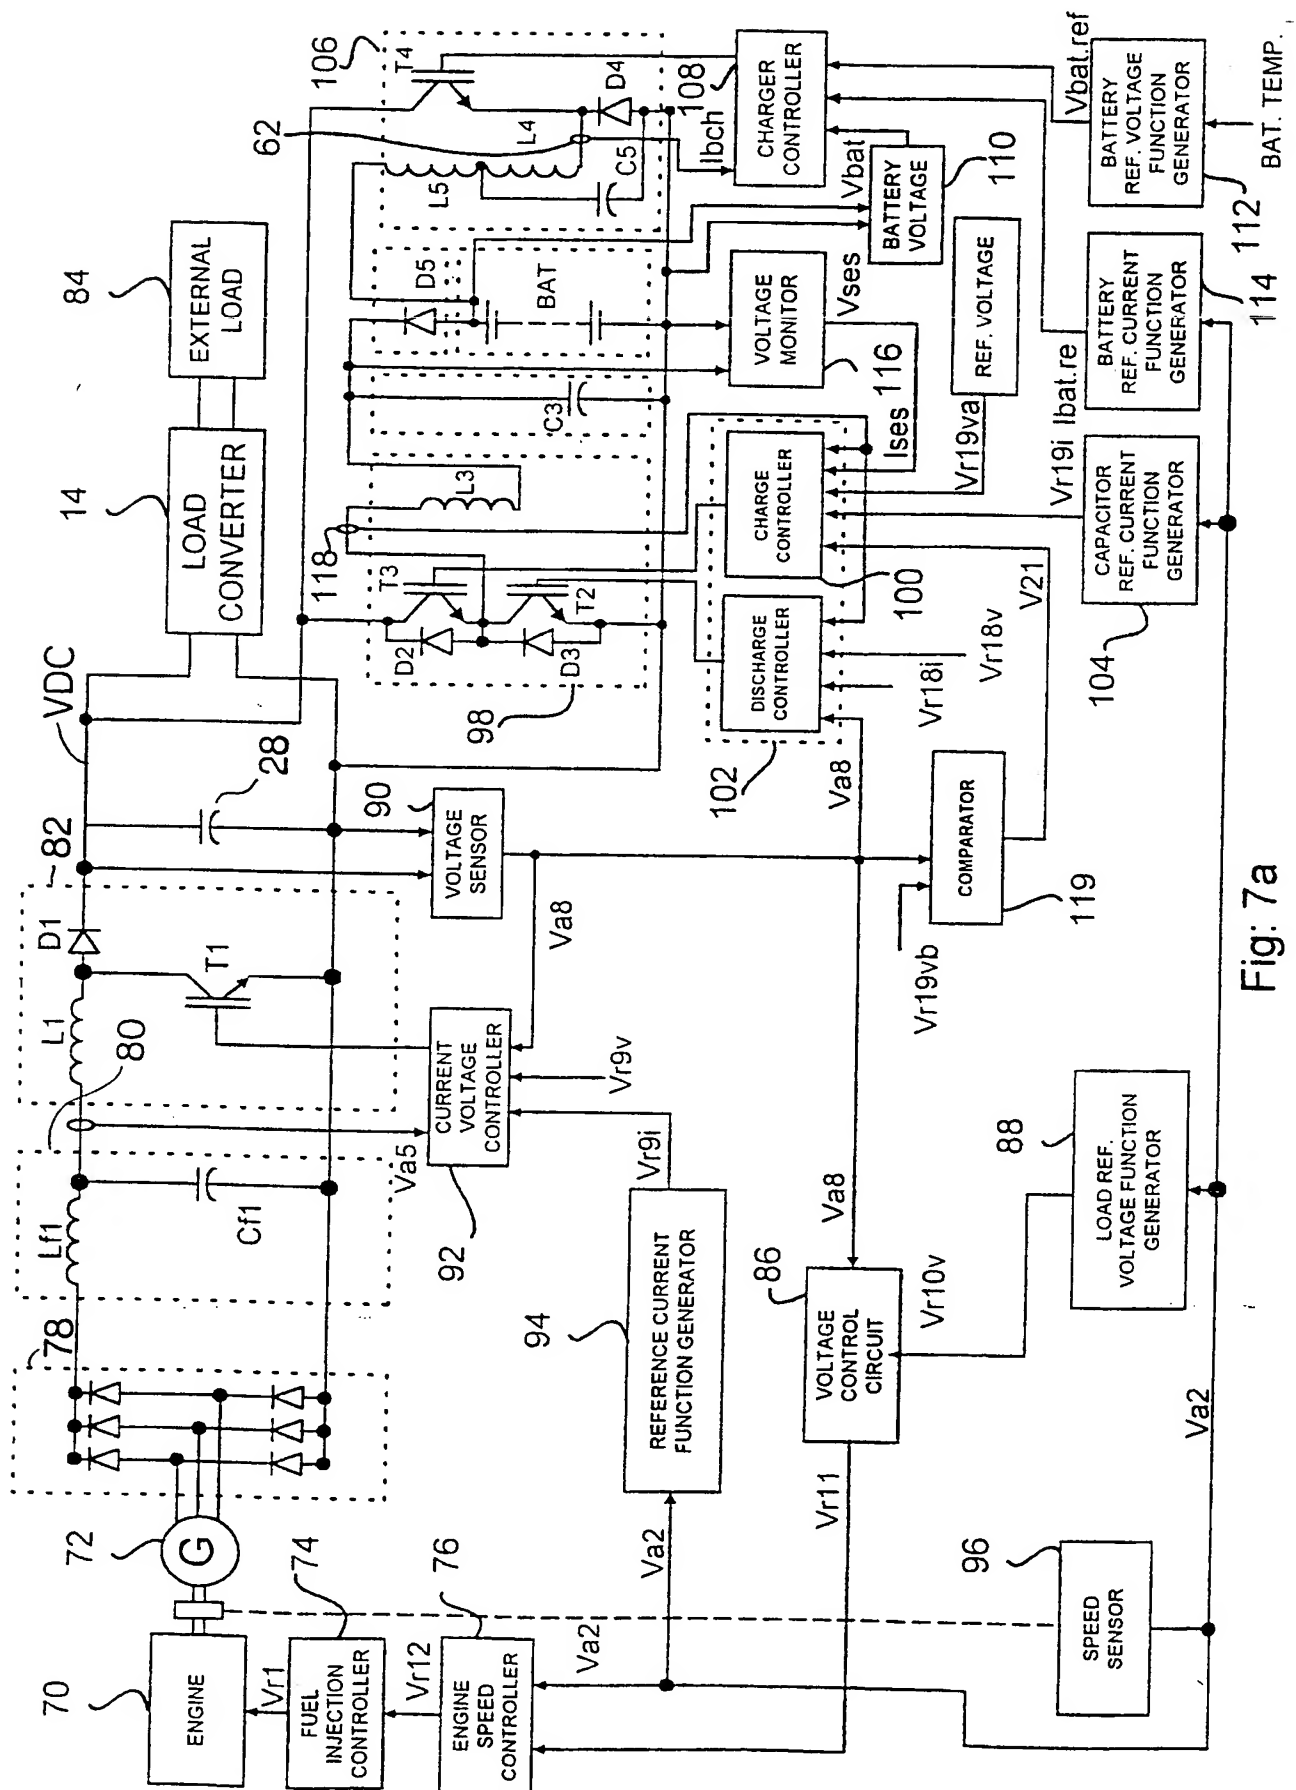 70
ENGINE
Vr1
74
FUEL
INJECTION
CONTROLLER
Vr12
76
ENGINE
SPEED
CONTROLLER
Va2
Va2
72
G
78
Lf1
Cf1
80
L1
D1
T1
82
VDC
28
14
LOAD
CONVERTER
84
EXTERNAL
LOAD
Va5
92
CURRENT
VOLTAGE
CONTROLLER
Vr9v
Vr9i
Va8
90
VOLTAGE
SENSOR
94
REFERENCE CURRENT
FUNCTION GENERATOR
98
D2
D3
T3
T2
118
L3
C3
D5
BAT
L5
L4
C5
D4
T4
62
106
Ibch
108
CHARGER
CONTROLLER
Vbat
BATTERY
VOLTAGE
110
VOLTAGE
MONITOR
Vses
116
REF. VOLTAGE
Vr19va
Ises
102
DISCHARGE
CONTROLLER
CHARGE
CONTROLLER
100
Va8
Vr18i
Vr18v
V21
COMPARATOR
119
Vr19vb
Va8
86
VOLTAGE
CONTROL
CIRCUIT
Vr10v
Vr11
88
LOAD REF.
VOLTAGE FUNCTION
GENERATOR
96
SPEED
SENSOR
Va2
104
CAPACITOR
REF. CURRENT
FUNCTION
GENERATOR
Vr19i
Ibat.re
BATTERY
REF. CURRENT
FUNCTION
GENERATOR
114
Vbat.ref
BATTERY
REF. VOLTAGE
FUNCTION
GENERATOR
112
BAT. TEMP.
Fig: 7a